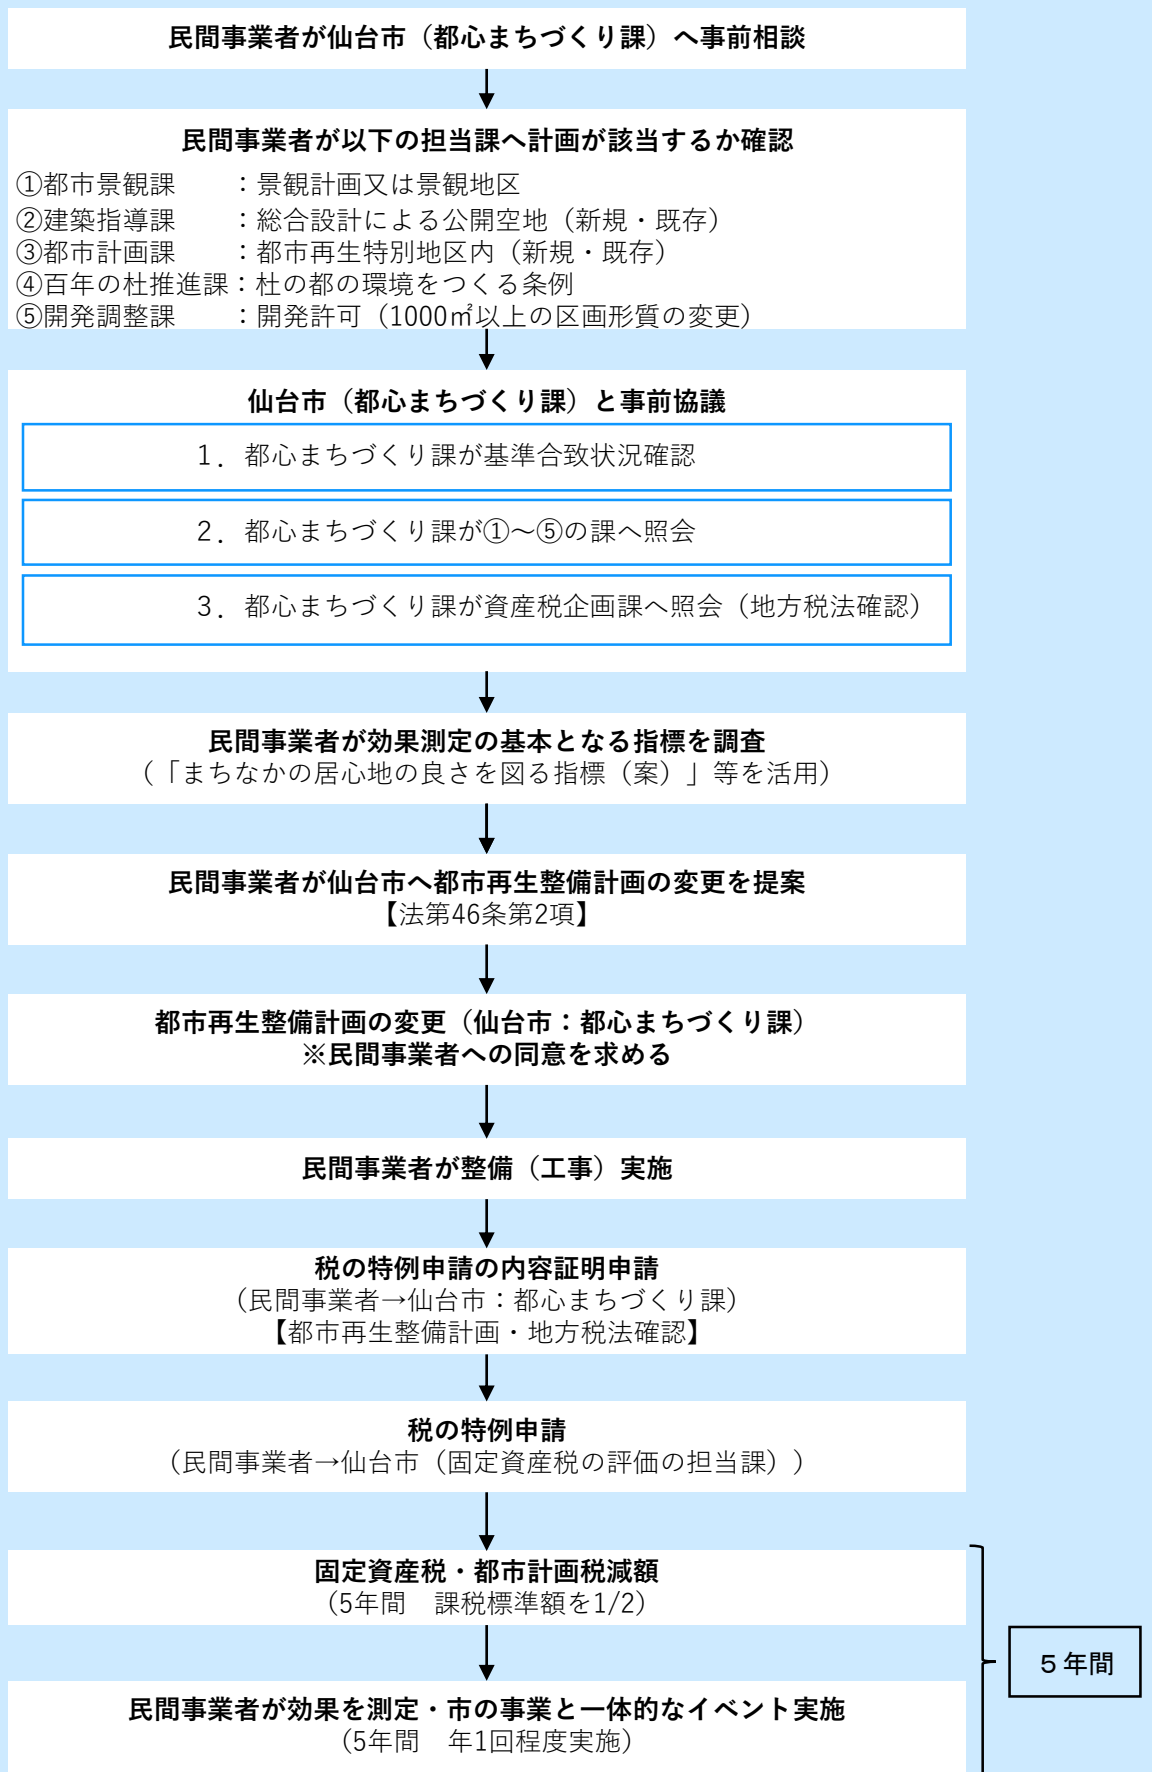 民間事業者が仙台市（都心まちづくり課）へ事前相談
民間事業者が以下の担当課へ計画が該当するか確認
①都市景観課　　：景観計画又は景観地区
②建築指導課　　：総合設計による公開空地（新規・既存）
③都市計画課　　：都市再生特別地区内（新規・既存）
④百年の杜推進課：杜の都の環境をつくる条例
⑤開発調整課　　：開発許可（1000㎡以上の区画形質の変更）
仙台市（都心まちづくり課）と事前協議
1．都心まちづくり課が基準合致状況確認
2．都心まちづくり課が①～⑤の課へ照会
3．都心まちづくり課が資産税企画課へ照会（地方税法確認）
民間事業者が効果測定の基本となる指標を調査
（「まちなかの居心地の良さを図る指標（案）」等を活用）
民間事業者が仙台市へ都市再生整備計画の変更を提案
【法第46条第2項】
都市再生整備計画の変更（仙台市：都心まちづくり課）
※民間事業者への同意を求める
民間事業者が整備（工事）実施
税の特例申請の内容証明申請
（民間事業者→仙台市：都心まちづくり課）
【都市再生整備計画・地方税法確認】
税の特例申請
（民間事業者→仙台市（固定資産税の評価の担当課））
固定資産税・都市計画税減額
（5年間　課税標準額を1/2）
５年間
民間事業者が効果を測定・市の事業と一体的なイベント実施
（5年間　年1回程度実施）